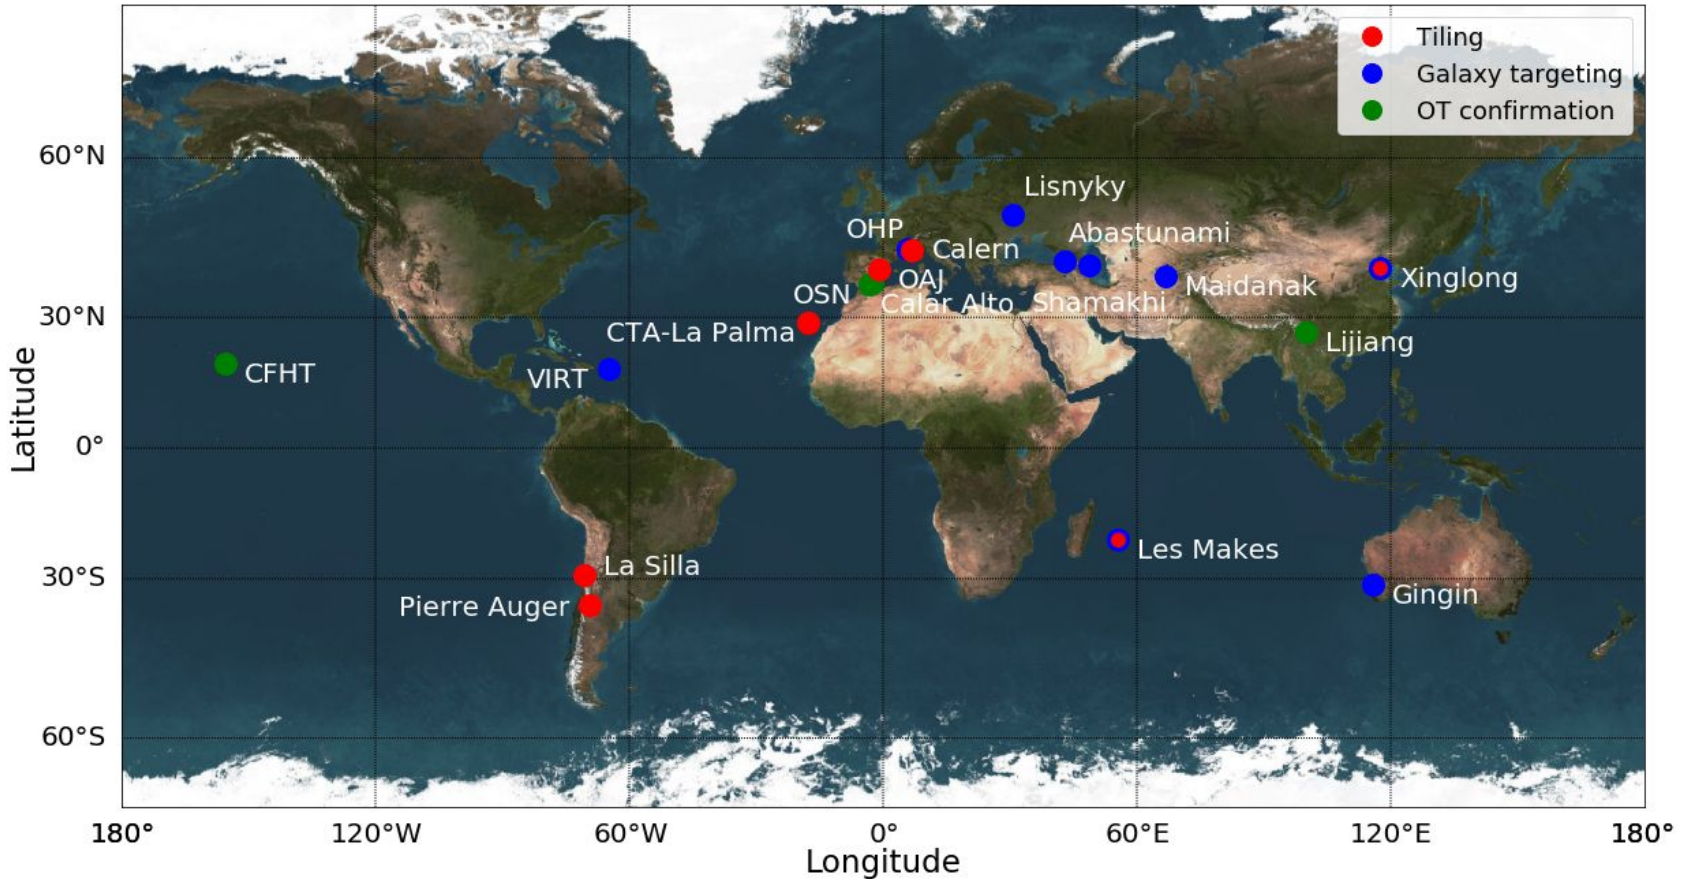 Tiling
Galaxy targeting
OT confirmation
60°N
30°N
0°
30°S
60°S
Latitude
Lisnyky
OHP
Abastunami
Calern
OAJ
OSN
Calar Alto
Shamakhi
Maidanak
Xinglong
CTA-La Palma
Lijiang
CFHT
VIRT
Les Makes
La Silla
Gingin
Pierre Auger
180°
120°W
60°W
0°
60°E
120°E
180°
Longitude